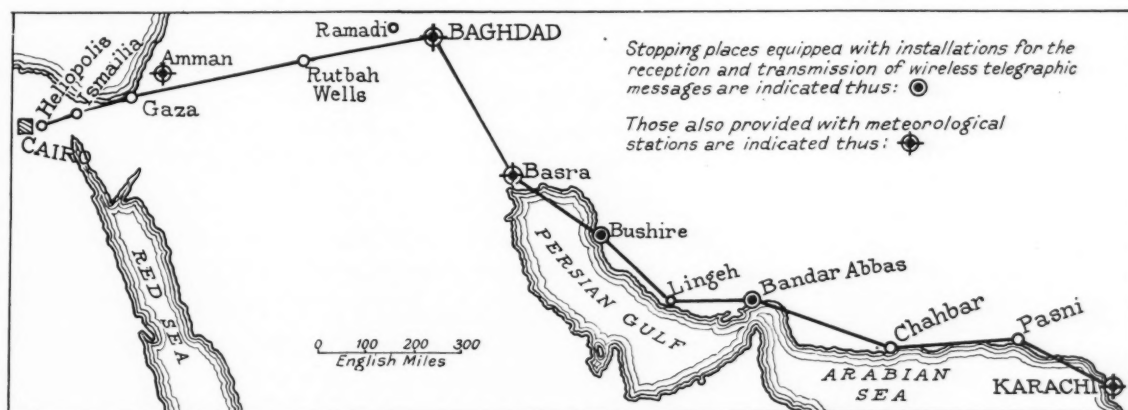 Ramadi
BAGHDAD
Stopping places equipped with installations for the
reception and transmission of wireless telegraphic
messages are indicated thus:
Those also provided with meteorological
stations are indicated thus:
Heliopolis
Ismailia
Amman
Rutbah
Wells
Gaza
CAIRO
Basra
Bushire
PERSIAN GULF
RED SEA
Lingeh
Bandar Abbas
Chahbar
Pasni
0 100 200 300
English Miles
ARABIAN
SEA
KARACHI